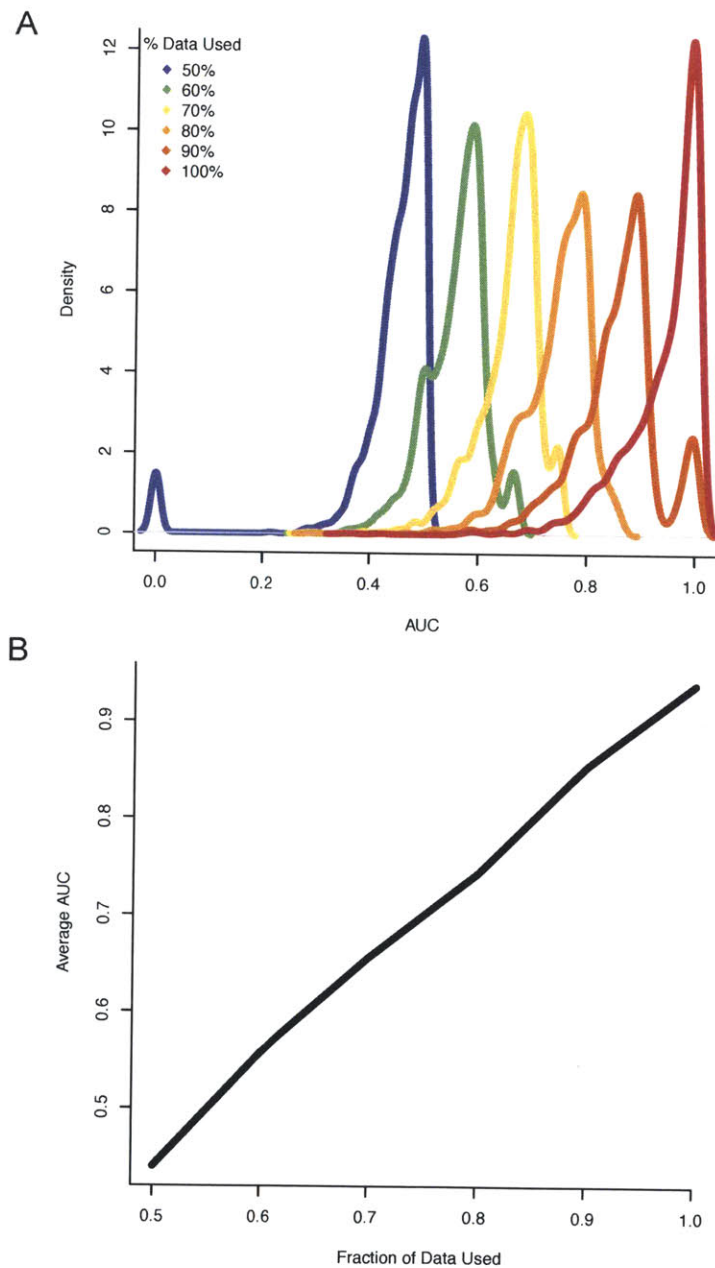 A
% Data Used
50%
60%
70%
80%
90%
100%
12
10
8
6
4
2
0
Density
0.0 0.2 0.4 0.6 0.8 1.0
AUC
B
0.9
0.8
0.7
0.6
0.5
Average AUC
0.5 0.6 0.7 0.8 0.9 1.0
Fraction of Data Used